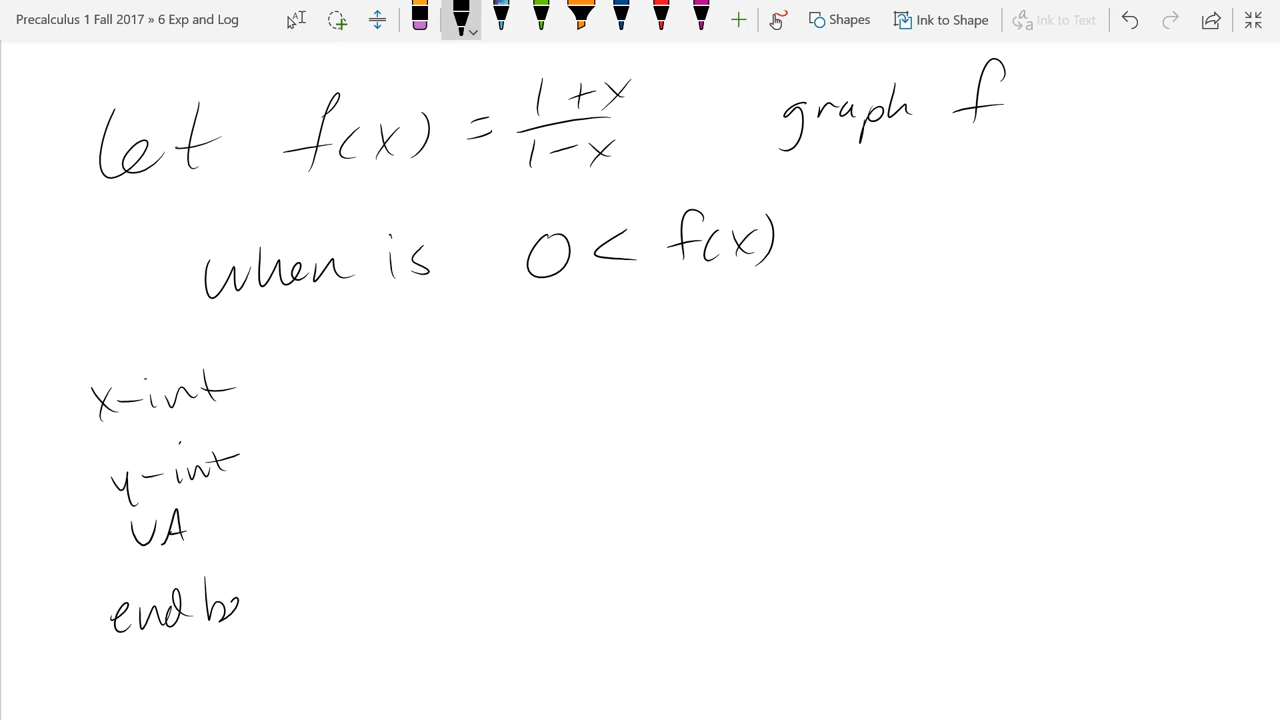 Precalculus 1 Fall 2017 » 6 Exp and Log Shapes Ink to Shape Ink to Text
let f(x) = (1+x)/(1-x) graph f
when is 0 < f(x)
x-int
y-int
VA
end be